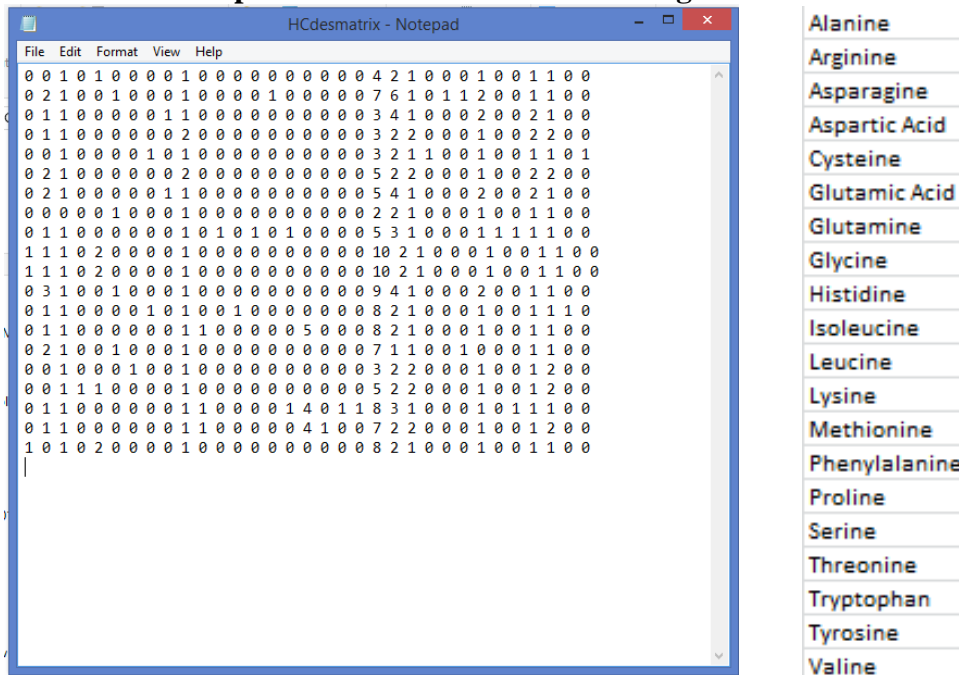 HCdesmatrix - Notepad
File Edit Format View Help
0 0 1 0 1 0 0 0 0 1 0 0 0 0 0 0 0 0 0 0 4 2 1 0 0 0 1 0 0 1 1 0 0
0 2 1 0 0 1 0 0 0 1 0 0 0 0 1 0 0 0 0 0 7 6 1 0 1 1 2 0 0 1 1 0 0
0 1 1 0 0 0 0 0 1 1 0 0 0 0 0 0 0 0 0 0 3 4 1 0 0 0 2 0 0 2 1 0 0
0 1 1 0 0 0 0 0 0 2 0 0 0 0 0 0 0 0 0 0 3 2 2 0 0 0 1 0 0 2 2 0 0
0 0 1 0 0 0 0 1 0 1 0 0 0 0 0 0 0 0 0 0 3 2 1 1 0 0 1 0 0 1 1 0 1
0 2 1 0 0 0 0 0 0 2 0 0 0 0 0 0 0 0 0 0 5 2 2 0 0 0 1 0 0 2 2 0 0
0 2 1 0 0 0 0 0 1 1 0 0 0 0 0 0 0 0 0 0 5 4 1 0 0 0 2 0 0 2 1 0 0
0 0 0 0 0 1 0 0 0 1 0 0 0 0 0 0 0 0 0 0 2 2 1 0 0 0 1 0 0 1 1 0 0
0 1 1 0 0 0 0 0 0 1 0 1 0 1 0 1 0 0 0 0 5 3 1 0 0 0 1 1 1 1 1 0 0
1 1 1 0 2 0 0 0 0 1 0 0 0 0 0 0 0 0 0 0 10 2 1 0 0 0 1 0 0 1 1 0 0
1 1 1 0 2 0 0 0 0 1 0 0 0 0 0 0 0 0 0 0 10 2 1 0 0 0 1 0 0 1 1 0 0
0 3 1 0 0 1 0 0 0 1 0 0 0 0 0 0 0 0 0 0 9 4 1 0 0 0 2 0 0 1 1 0 0
0 1 1 0 0 0 0 1 0 1 0 0 1 0 0 0 0 0 0 0 8 2 1 0 0 0 1 0 0 1 1 1 0
0 1 1 0 0 0 0 0 0 1 1 0 0 0 0 0 5 0 0 0 8 2 1 0 0 0 1 0 0 1 1 0 0
0 2 1 0 0 1 0 0 0 1 0 0 0 0 0 0 0 0 0 0 7 1 1 0 0 1 0 0 0 1 1 0 0
0 0 1 0 0 0 1 0 0 1 0 0 0 0 0 0 0 0 0 0 3 2 2 0 0 0 1 0 0 1 2 0 0
0 0 1 1 1 0 0 0 0 1 0 0 0 0 0 0 0 0 0 0 5 2 2 0 0 0 1 0 0 1 2 0 0
0 1 1 0 0 0 0 0 0 1 1 0 0 0 0 1 4 0 1 1 8 3 1 0 0 0 1 0 1 1 1 0 0
0 1 1 0 0 0 0 0 0 1 1 0 0 0 0 0 4 1 0 0 7 2 2 0 0 0 1 0 0 1 2 0 0
1 0 1 0 2 0 0 0 0 1 0 0 0 0 0 0 0 0 0 0 8 2 1 0 0 0 1 0 0 1 1 0 0
Alanine
Arginine
Asparagine
Aspartic Acid
Cysteine
Glutamic Acid
Glutamine
Glycine
Histidine
Isoleucine
Leucine
Lysine
Methionine
Phenylalanine
Proline
Serine
Threonine
Tryptophan
Tyrosine
Valine